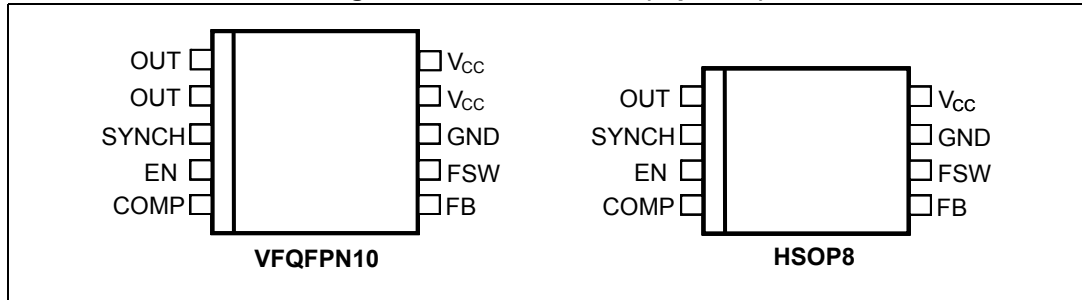 OUT
OUT
SYNCH
EN
COMP
VCC
VCC
GND
FSW
FB
VFQFPN10
OUT
SYNCH
EN
COMP
VCC
GND
FSW
FB
HSOP8